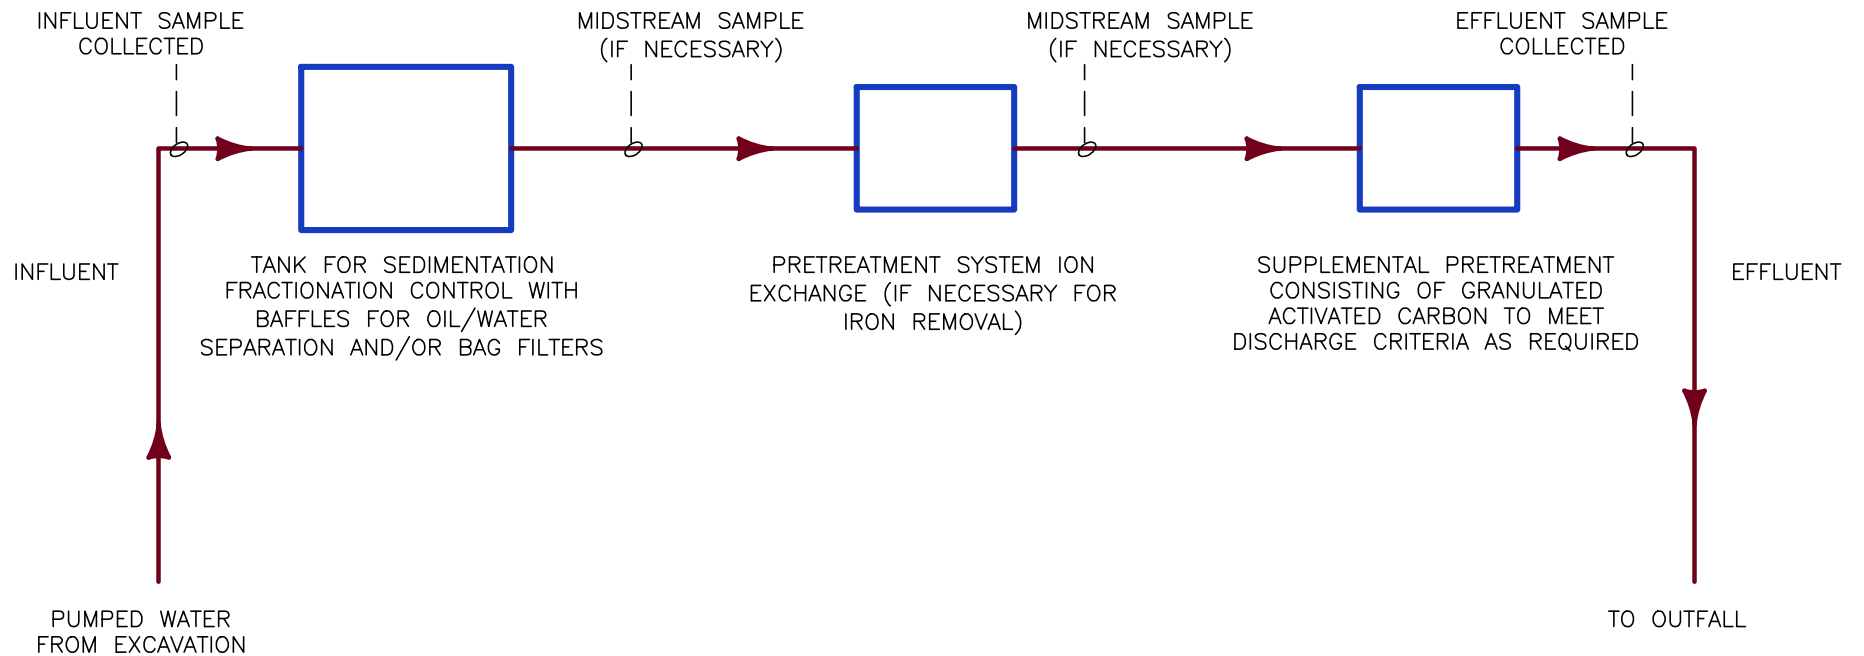 INFLUENT SAMPLE
COLLECTED
MIDSTREAM SAMPLE
(IF NECESSARY)
MIDSTREAM SAMPLE
(IF NECESSARY)
EFFLUENT SAMPLE
COLLECTED
INFLUENT
TANK FOR SEDIMENTATION
FRACTIONATION CONTROL WITH
BAFFLES FOR OIL/WATER
SEPARATION AND/OR BAG FILTERS
PRETREATMENT SYSTEM ION
EXCHANGE (IF NECESSARY FOR
IRON REMOVAL)
SUPPLEMENTAL PRETREATMENT
CONSISTING OF GRANULATED
ACTIVATED CARBON TO MEET
DISCHARGE CRITERIA AS REQUIRED
EFFLUENT
PUMPED WATER
FROM EXCAVATION
TO OUTFALL